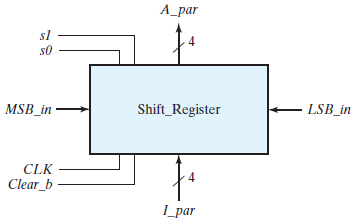 A_par
s1
s0
4
MSB_in
Shift_Register
LSB_in
CLK
Clear_b
4
I_par